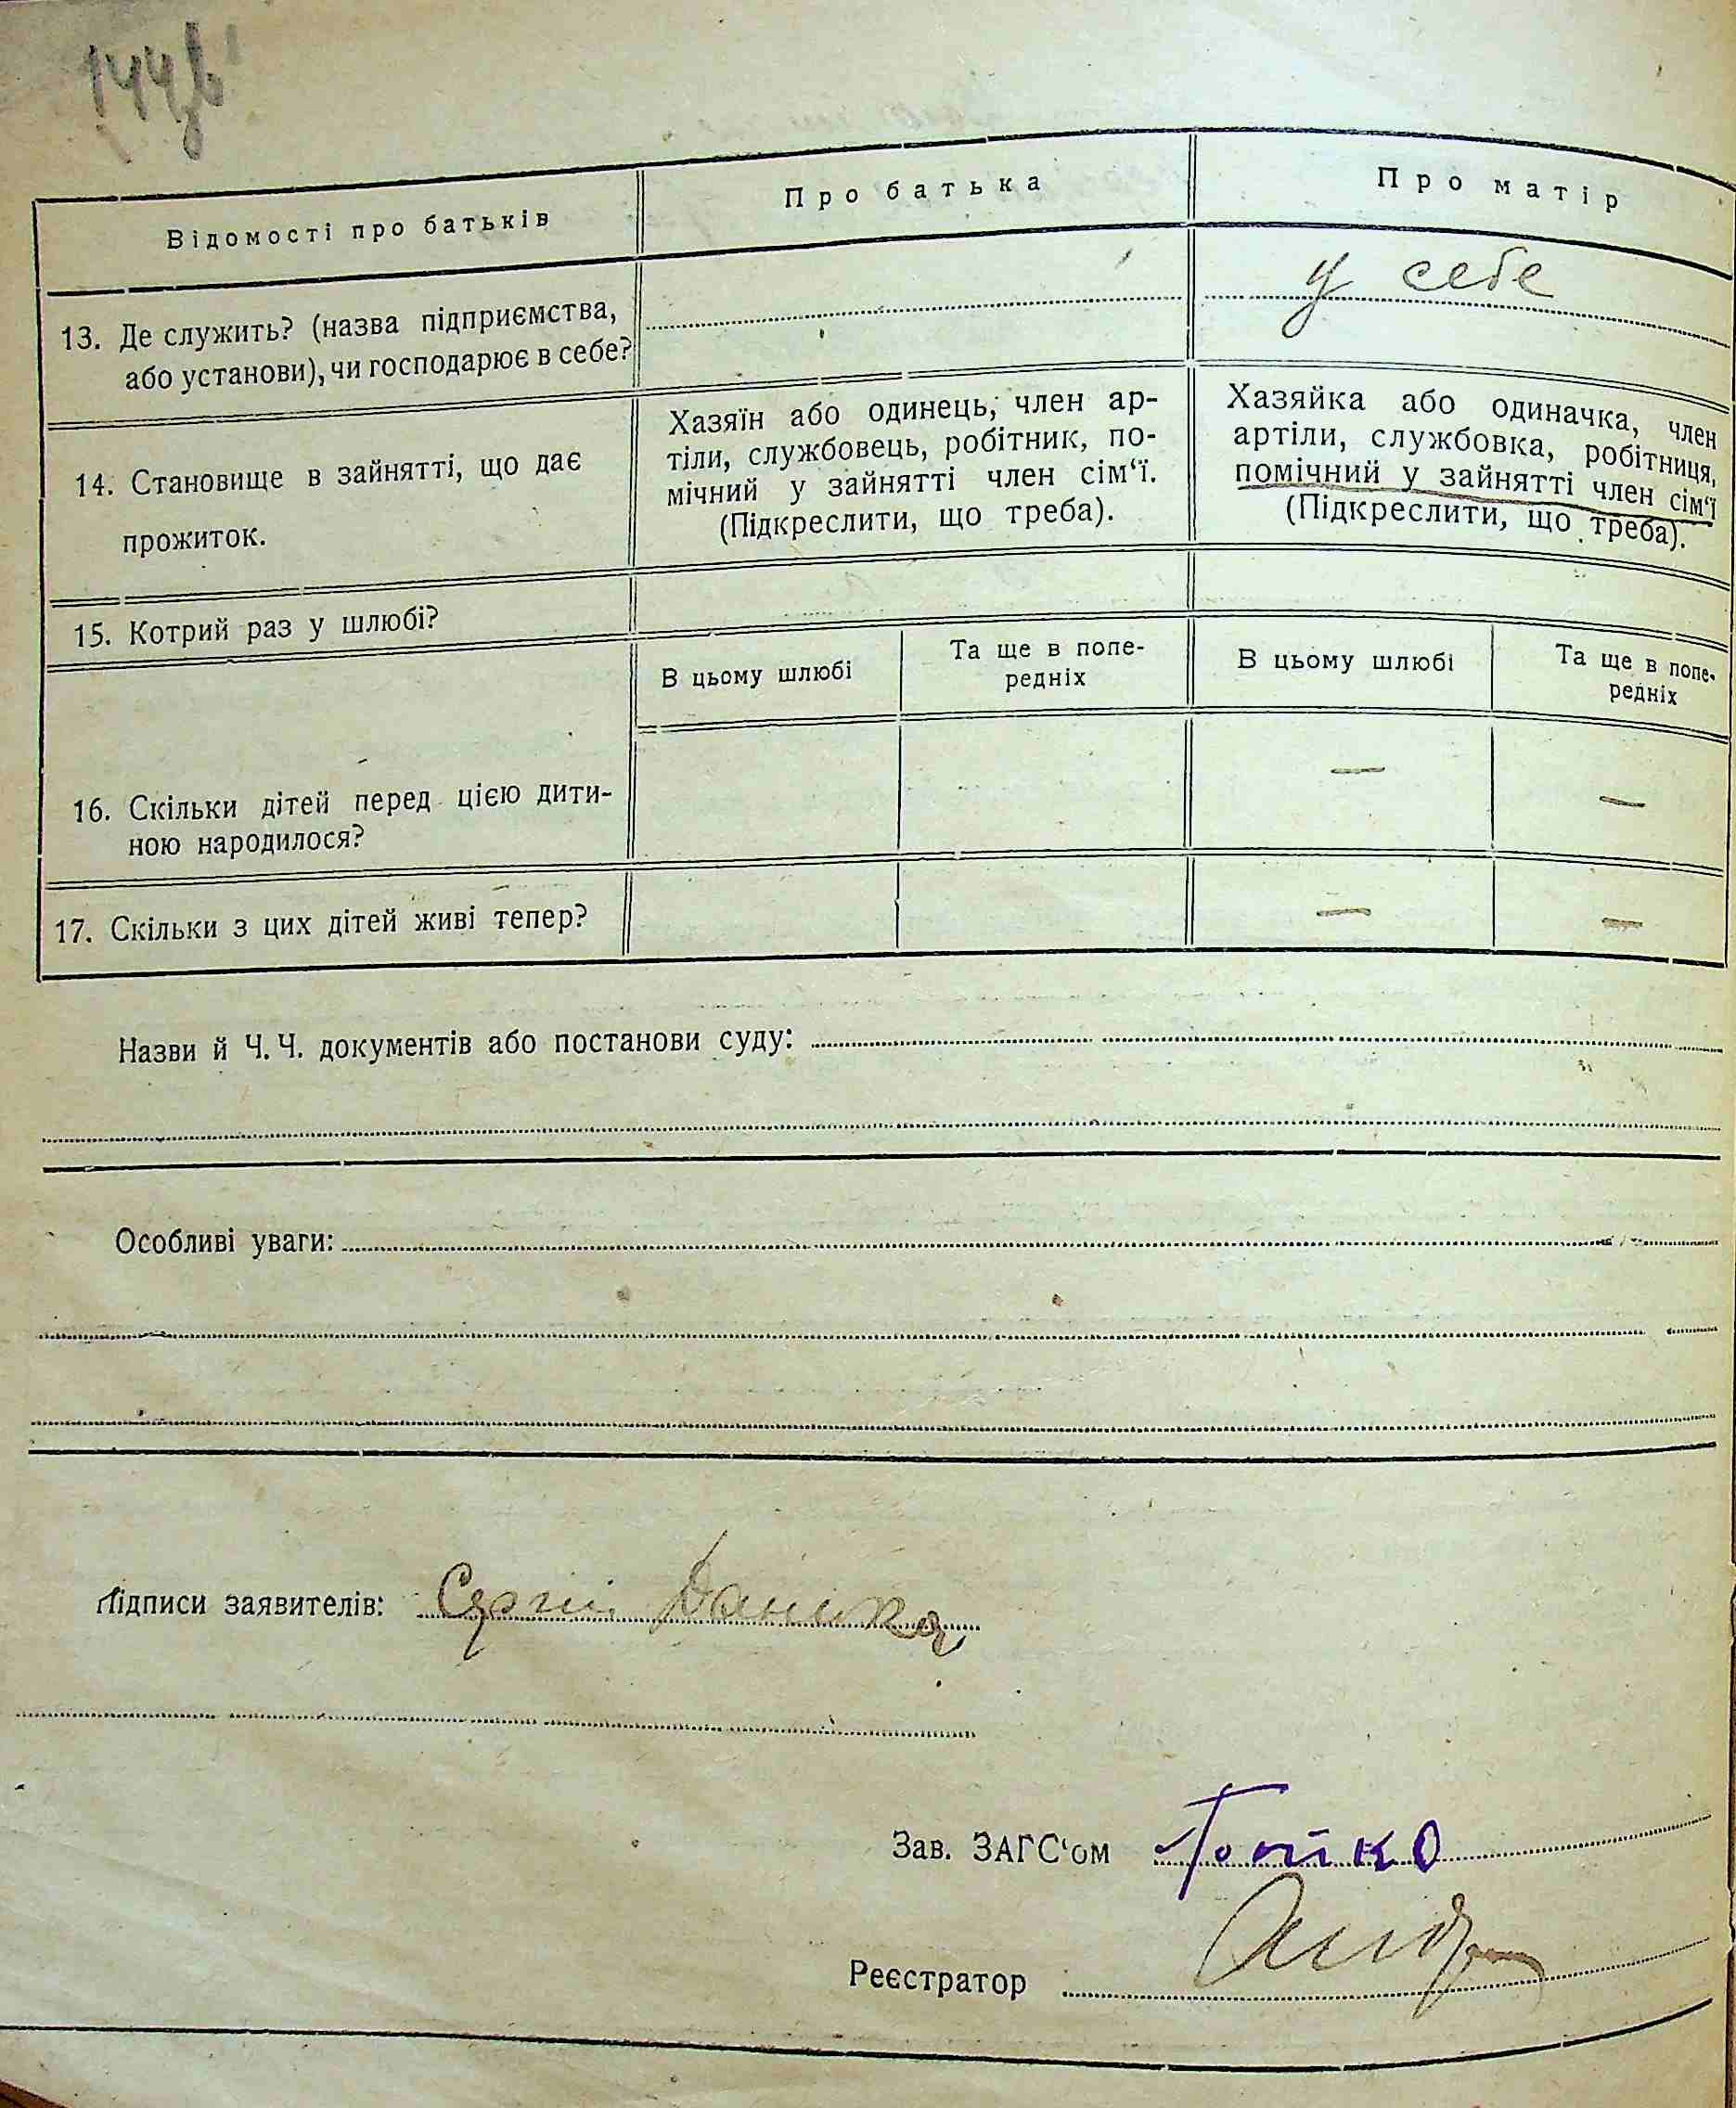 144
Відомості про батьків
Про батька
Про матір
13. Де служить? (назва підприємства,
або установи), чи господарює в себе?
у себе
14. Становище в зайнятті, що дає
прожиток.
Хазяїн або одинець, член ар-
тіли, службовець, робітник, по-
мічний у зайнятті член сім‘ї.
(Підкреслити, що треба).
Хазяйка або одиначка, член
артіли, службовка, робітниця,
помічний у зайнятті член сім‘ї
(Підкреслити, що треба).
15. Котрий раз у шлюбі?
В цьому шлюбі
Та ще в попе-
редніх
В цьому шлюбі
Та ще в попе-
редніх
16. Скільки дітей перед цією дити-
ною народилося?
—
—
17. Скільки з цих дітей живі тепер?
—
—
Назви й Ч. Ч. документів або постанови суду:
Особливі уваги:
Підписи заявителів: Сергій
Зав. ЗАГС‘ом
Реєстратор